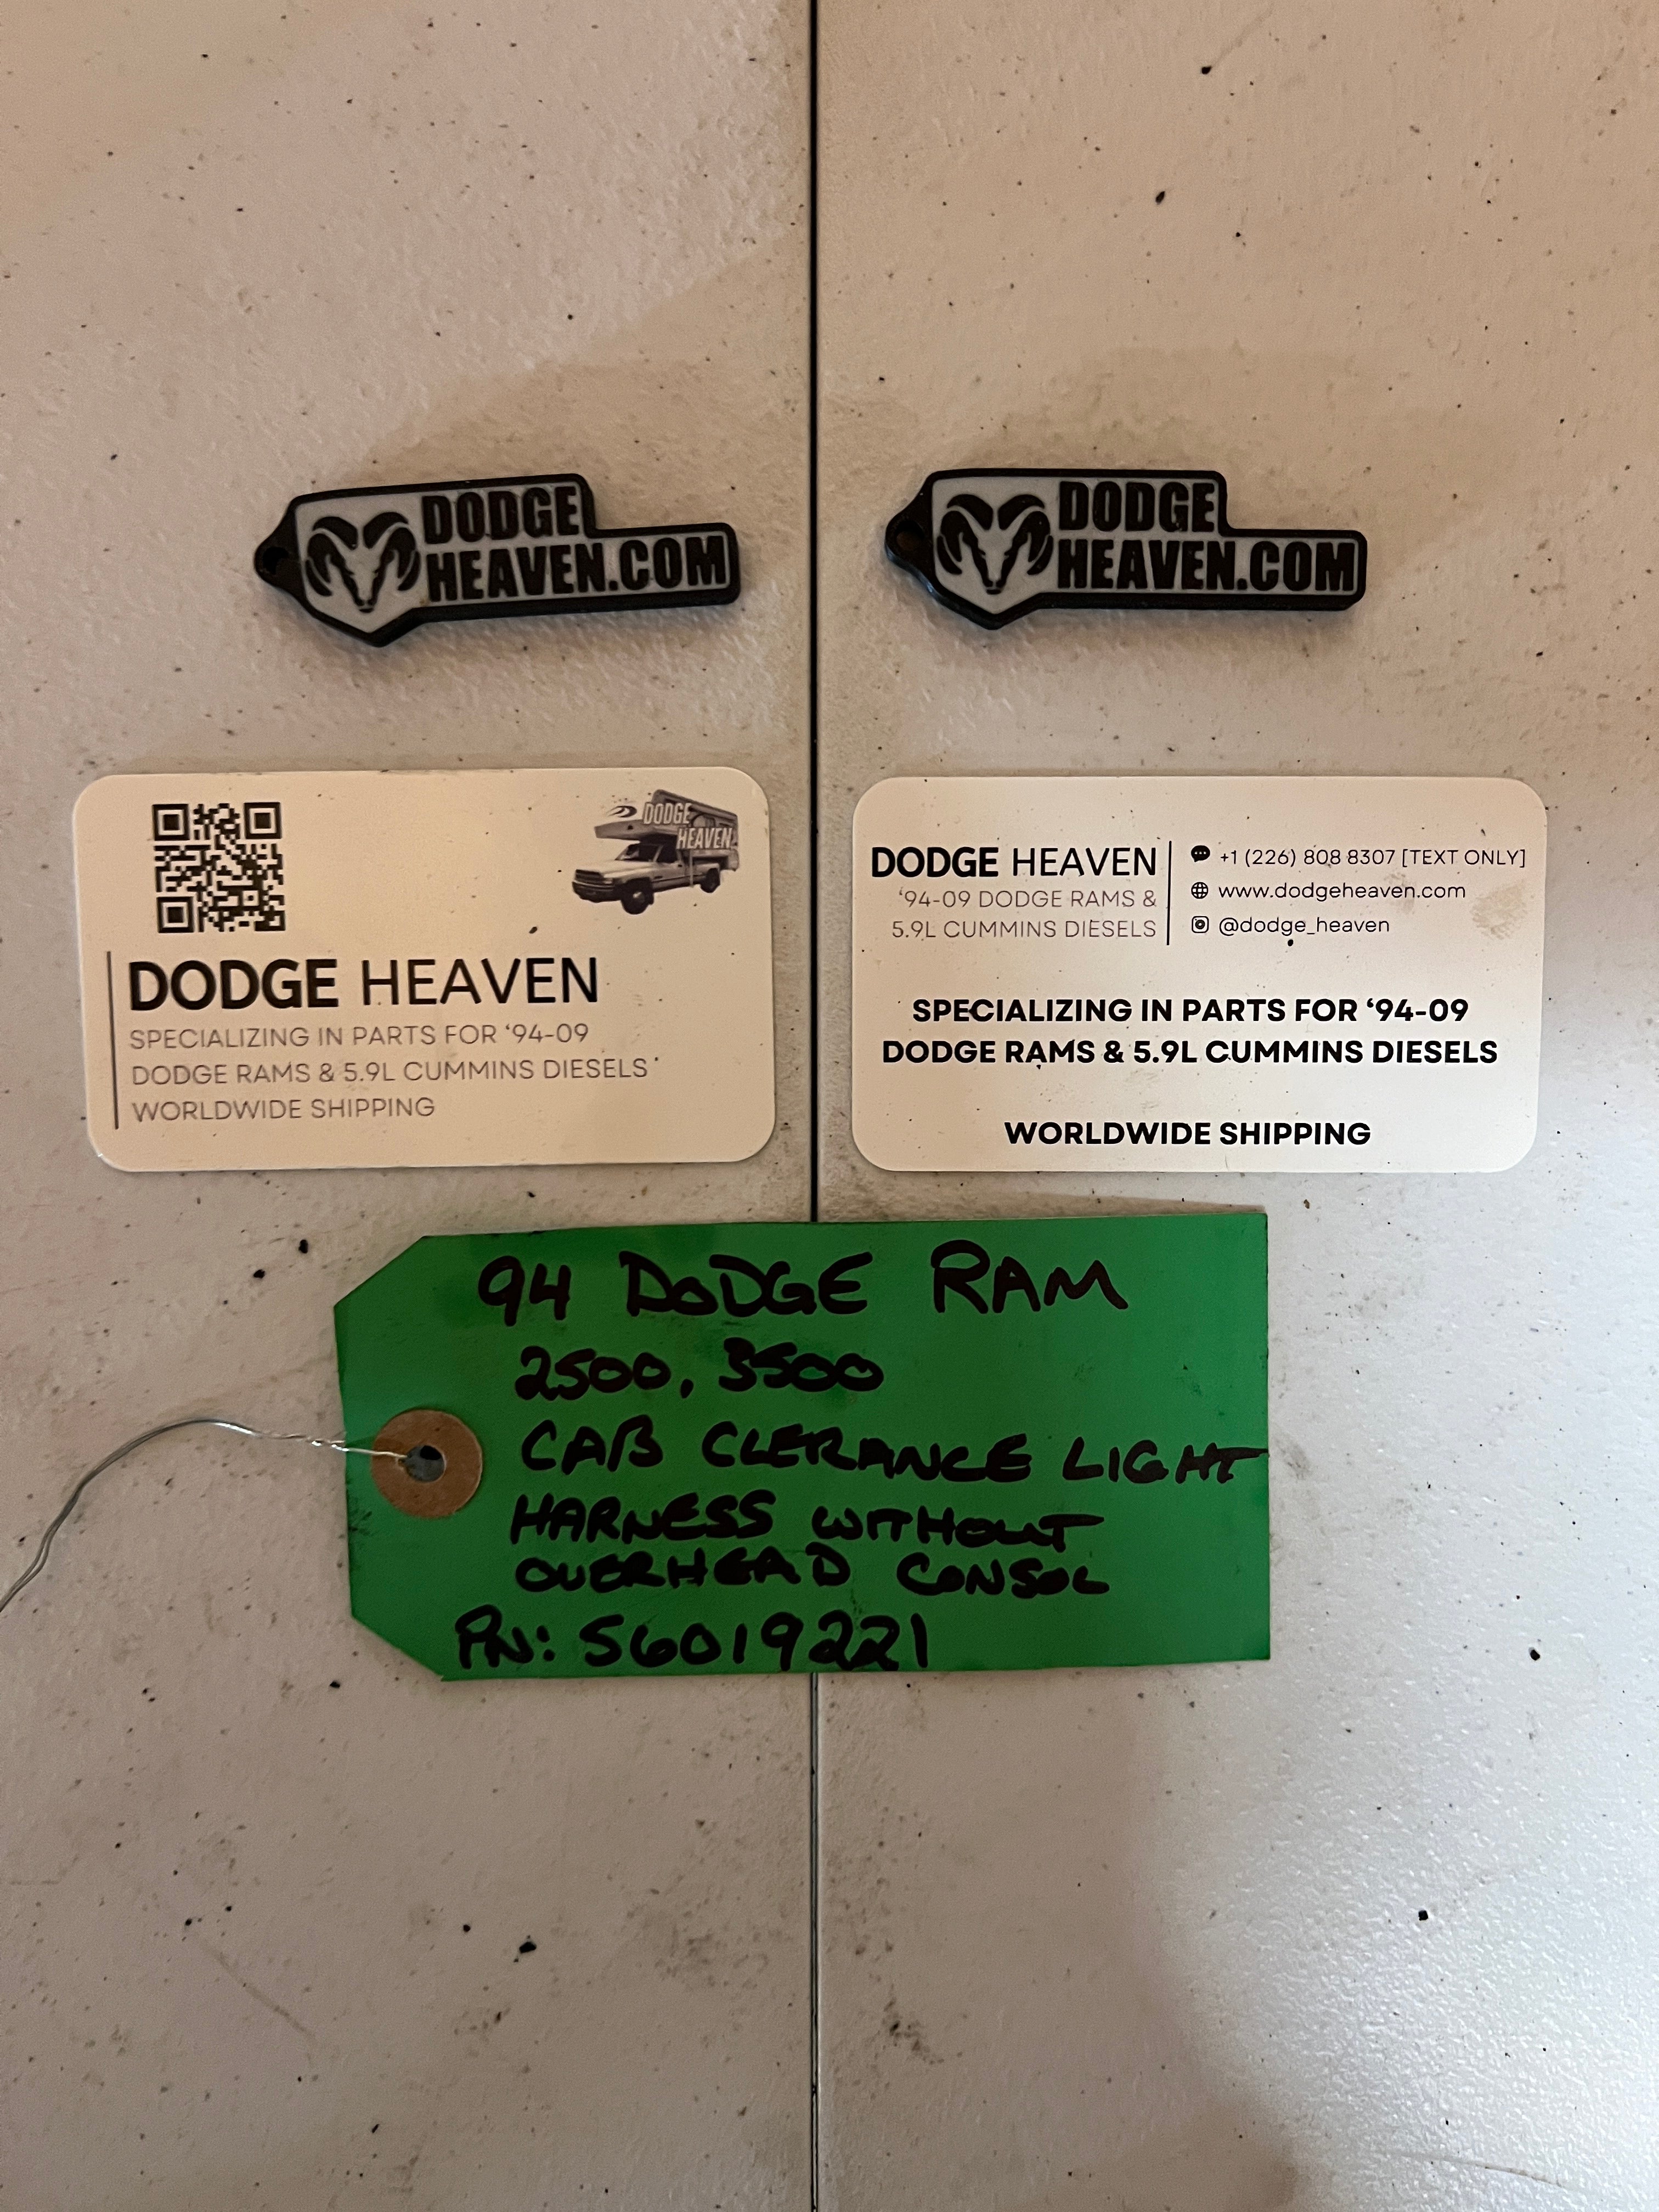 DODGE
HEAVEN.COM
DODGE
HEAVEN.COM
DODGE
HEAVEN
DODGE HEAVEN
SPECIALIZING IN PARTS FOR ‘94-09
DODGE RAMS & 5.9L CUMMINS DIESELS
WORLDWIDE SHIPPING
DODGE HEAVEN
‘94-09 DODGE RAMS &
5.9L CUMMINS DIESELS
+1 (226) 808 8307 [TEXT ONLY]
www.dodgeheaven.com
@dodge_heaven
SPECIALIZING IN PARTS FOR ‘94-09
DODGE RAMS & 5.9L CUMMINS DIESELS
WORLDWIDE SHIPPING
94 DODGE RAM
2500, 3500
CAB CLERANCE LIGHT
HARNESS WITHOUT
OVERHEAD CONSOL
PN: 56019221